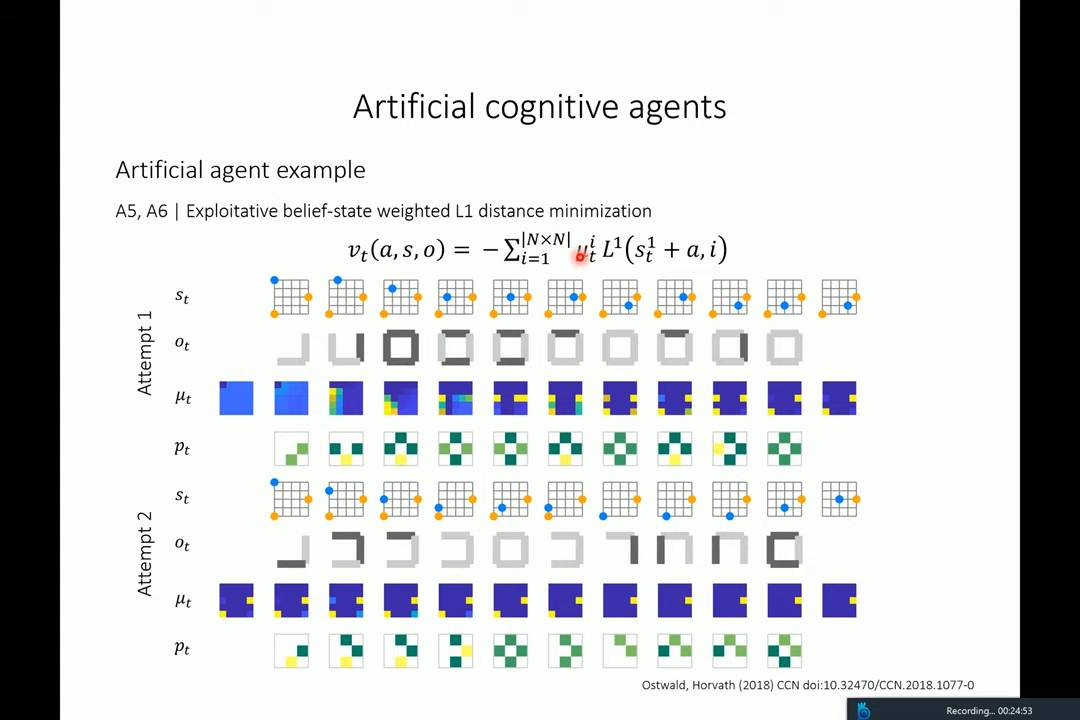 Artificial cognitive agents
Artificial agent example
A5, A6 | Exploitative belief-state weighted L1 distance minimization
v_t(a, s, o) = −∑_{i=1}^{|N×N|} μ_t^i L^1(s_t^1 + a, i)
Attempt 1
s_t
o_t
μ_t
p_t
Attempt 2
s_t
o_t
μ_t
p_t
Ostwald, Horvath (2018) CCN doi:10.32470/CCN.2018.1077-0
Recording... 00:24:53